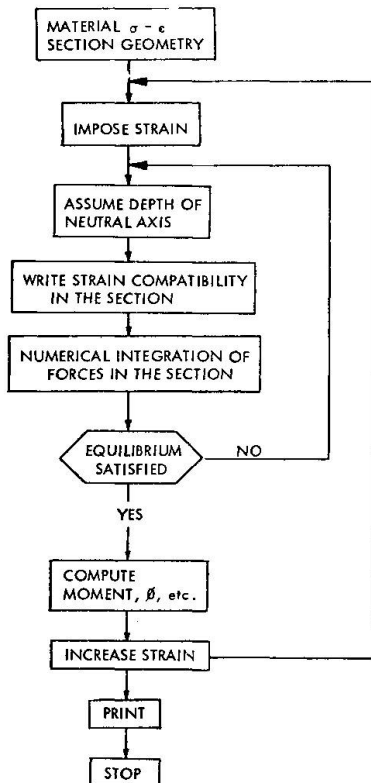 MATERIAL σ - ϵ
SECTION GEOMETRY
IMPOSE STRAIN
ASSUME DEPTH OF
NEUTRAL AXIS
WRITE STRAIN COMPATIBILITY
IN THE SECTION
NUMERICAL INTEGRATION OF
FORCES IN THE SECTION
EQUILIBRIUM
SATISFIED
NO
YES
COMPUTE
MOMENT, Ø, etc.
INCREASE STRAIN
PRINT
STOP